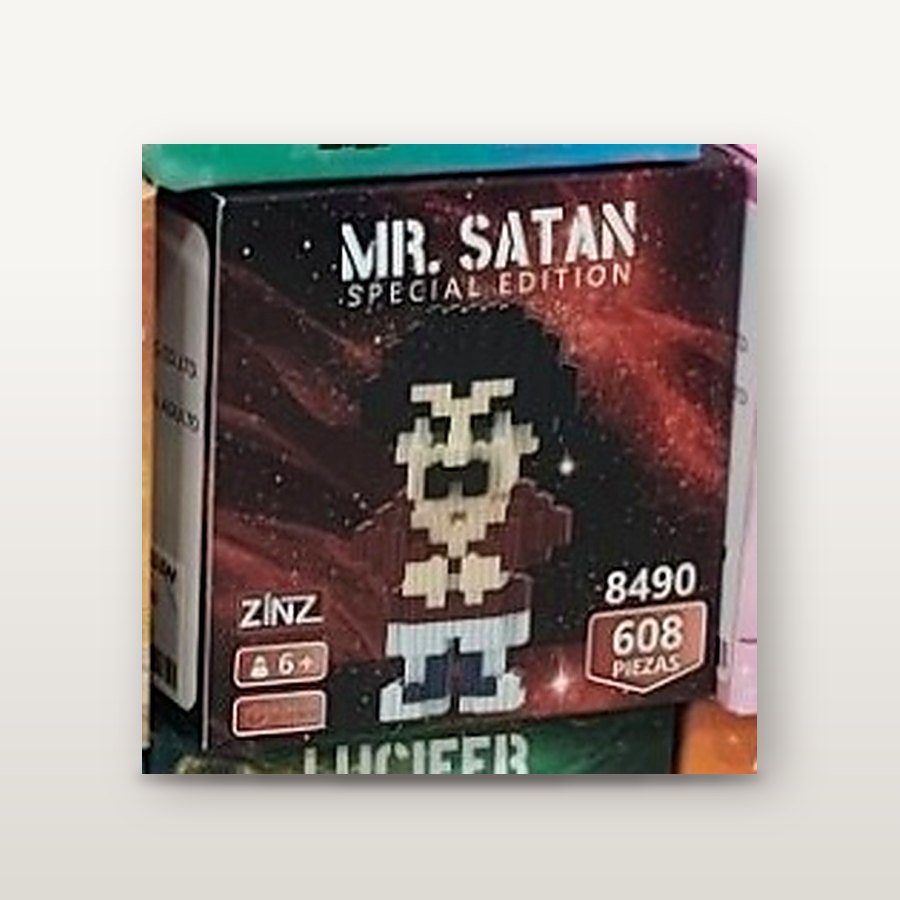 MR. SATAN
SPECIAL EDITION
ZINZ
6+
8490
608
PIEZAS
LUCIFER